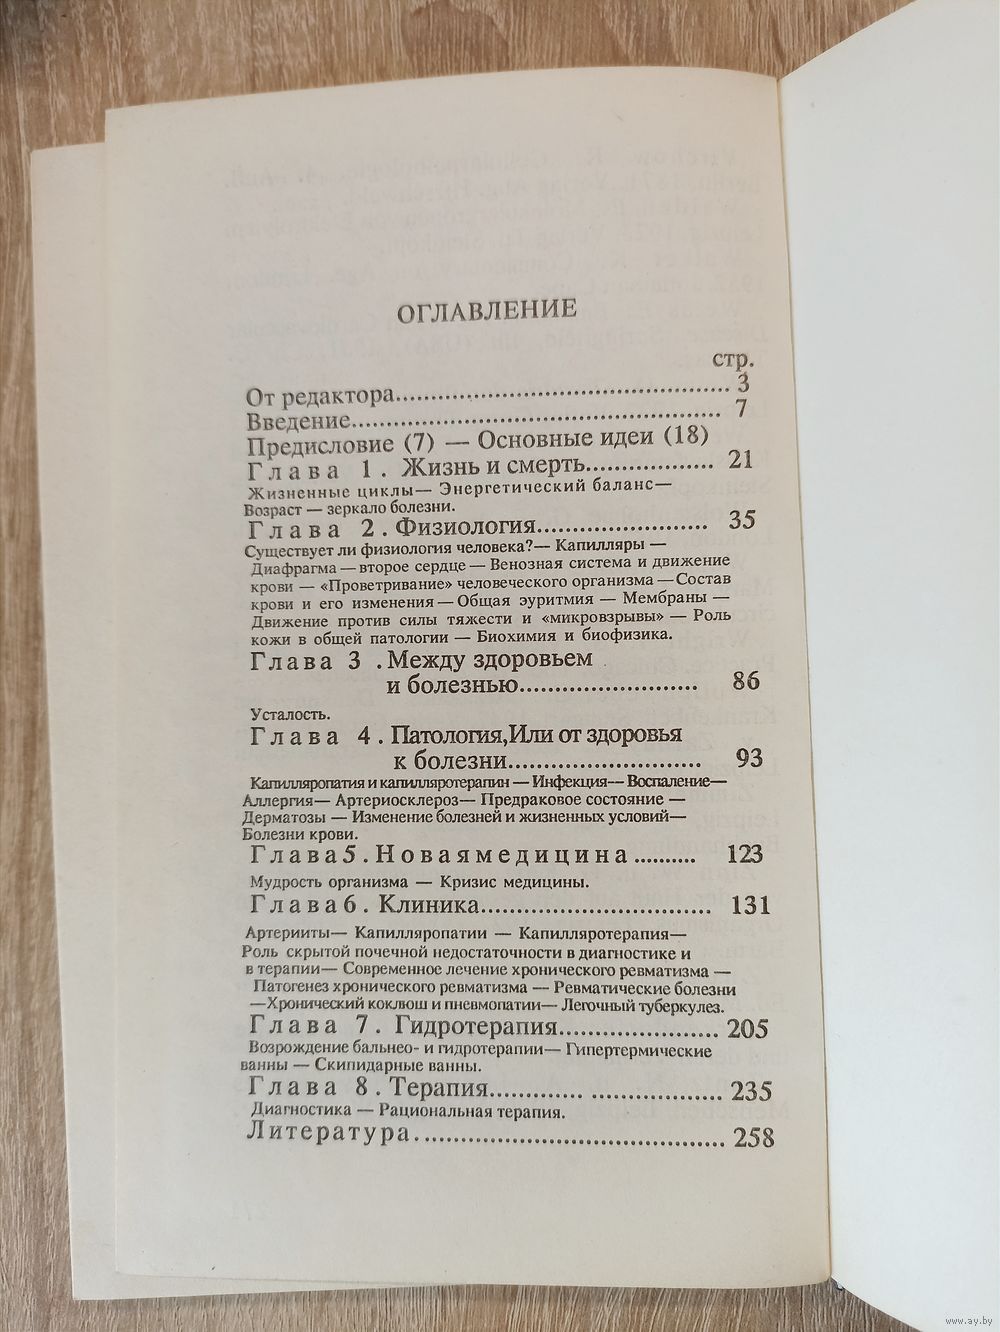 ОГЛАВЛЕНИЕ
стр.
От редактора........................................... 3
Введение................................................. 7
Предисловие (7) — Основные идеи (18)
Глава 1. Жизнь и смерть.................. 21
Жизненные циклы— Энергетический баланс—
Возраст — зеркало болезни.
Глава 2. Физиология........................ 35
Существует ли физиология человека?— Капилляры —
Диафрагма — второе сердце — Венозная система и движение
крови — «Проветривание» человеческого организма — Состав
крови и его изменения — Общая эуритмия — Мембраны —
Движение против силы тяжести и «микровзрывы» — Роль
кожи в общей патологии — Биохимия и биофизика.
Глава 3 . Между здоровьем
и болезнью......................... 86
Усталость.
Глава 4. Патология,Или от здоровья
к болезни........................... 93
Капилляропатия и капилляротерапин — Инфекция— Воспаление—
Аллергия— Артериосклероз— Предраковое состояние —
Дерматозы — Изменение болезней и жизненных условий—
Болезни крови.
Глава5. Новаямедицина .......... 123
Мудрость организма — Кризис медицины.
Глава6. Клиника................................. 131
Артерииты— Капилляропатии — Капилляротерапия—
Роль скрытой почечной недостаточности в диагностике и
в терапии— Современное лечение хронического ревматизма —
Патогенез хронического ревматизма — Ревматические болезни
—Хронический коклюш и пневмопатии— Легочный туберкулез.
Глава 7. Гидротерапия....................... 205
Возрождение бальнео- и гидротерапии— Гипертермические
ванны — Скипидарные ванны.
Глава 8. Терапия............. ................... 235
Диагностика — Рациональная терапия.
Литература............................................. 258
www.ay.by